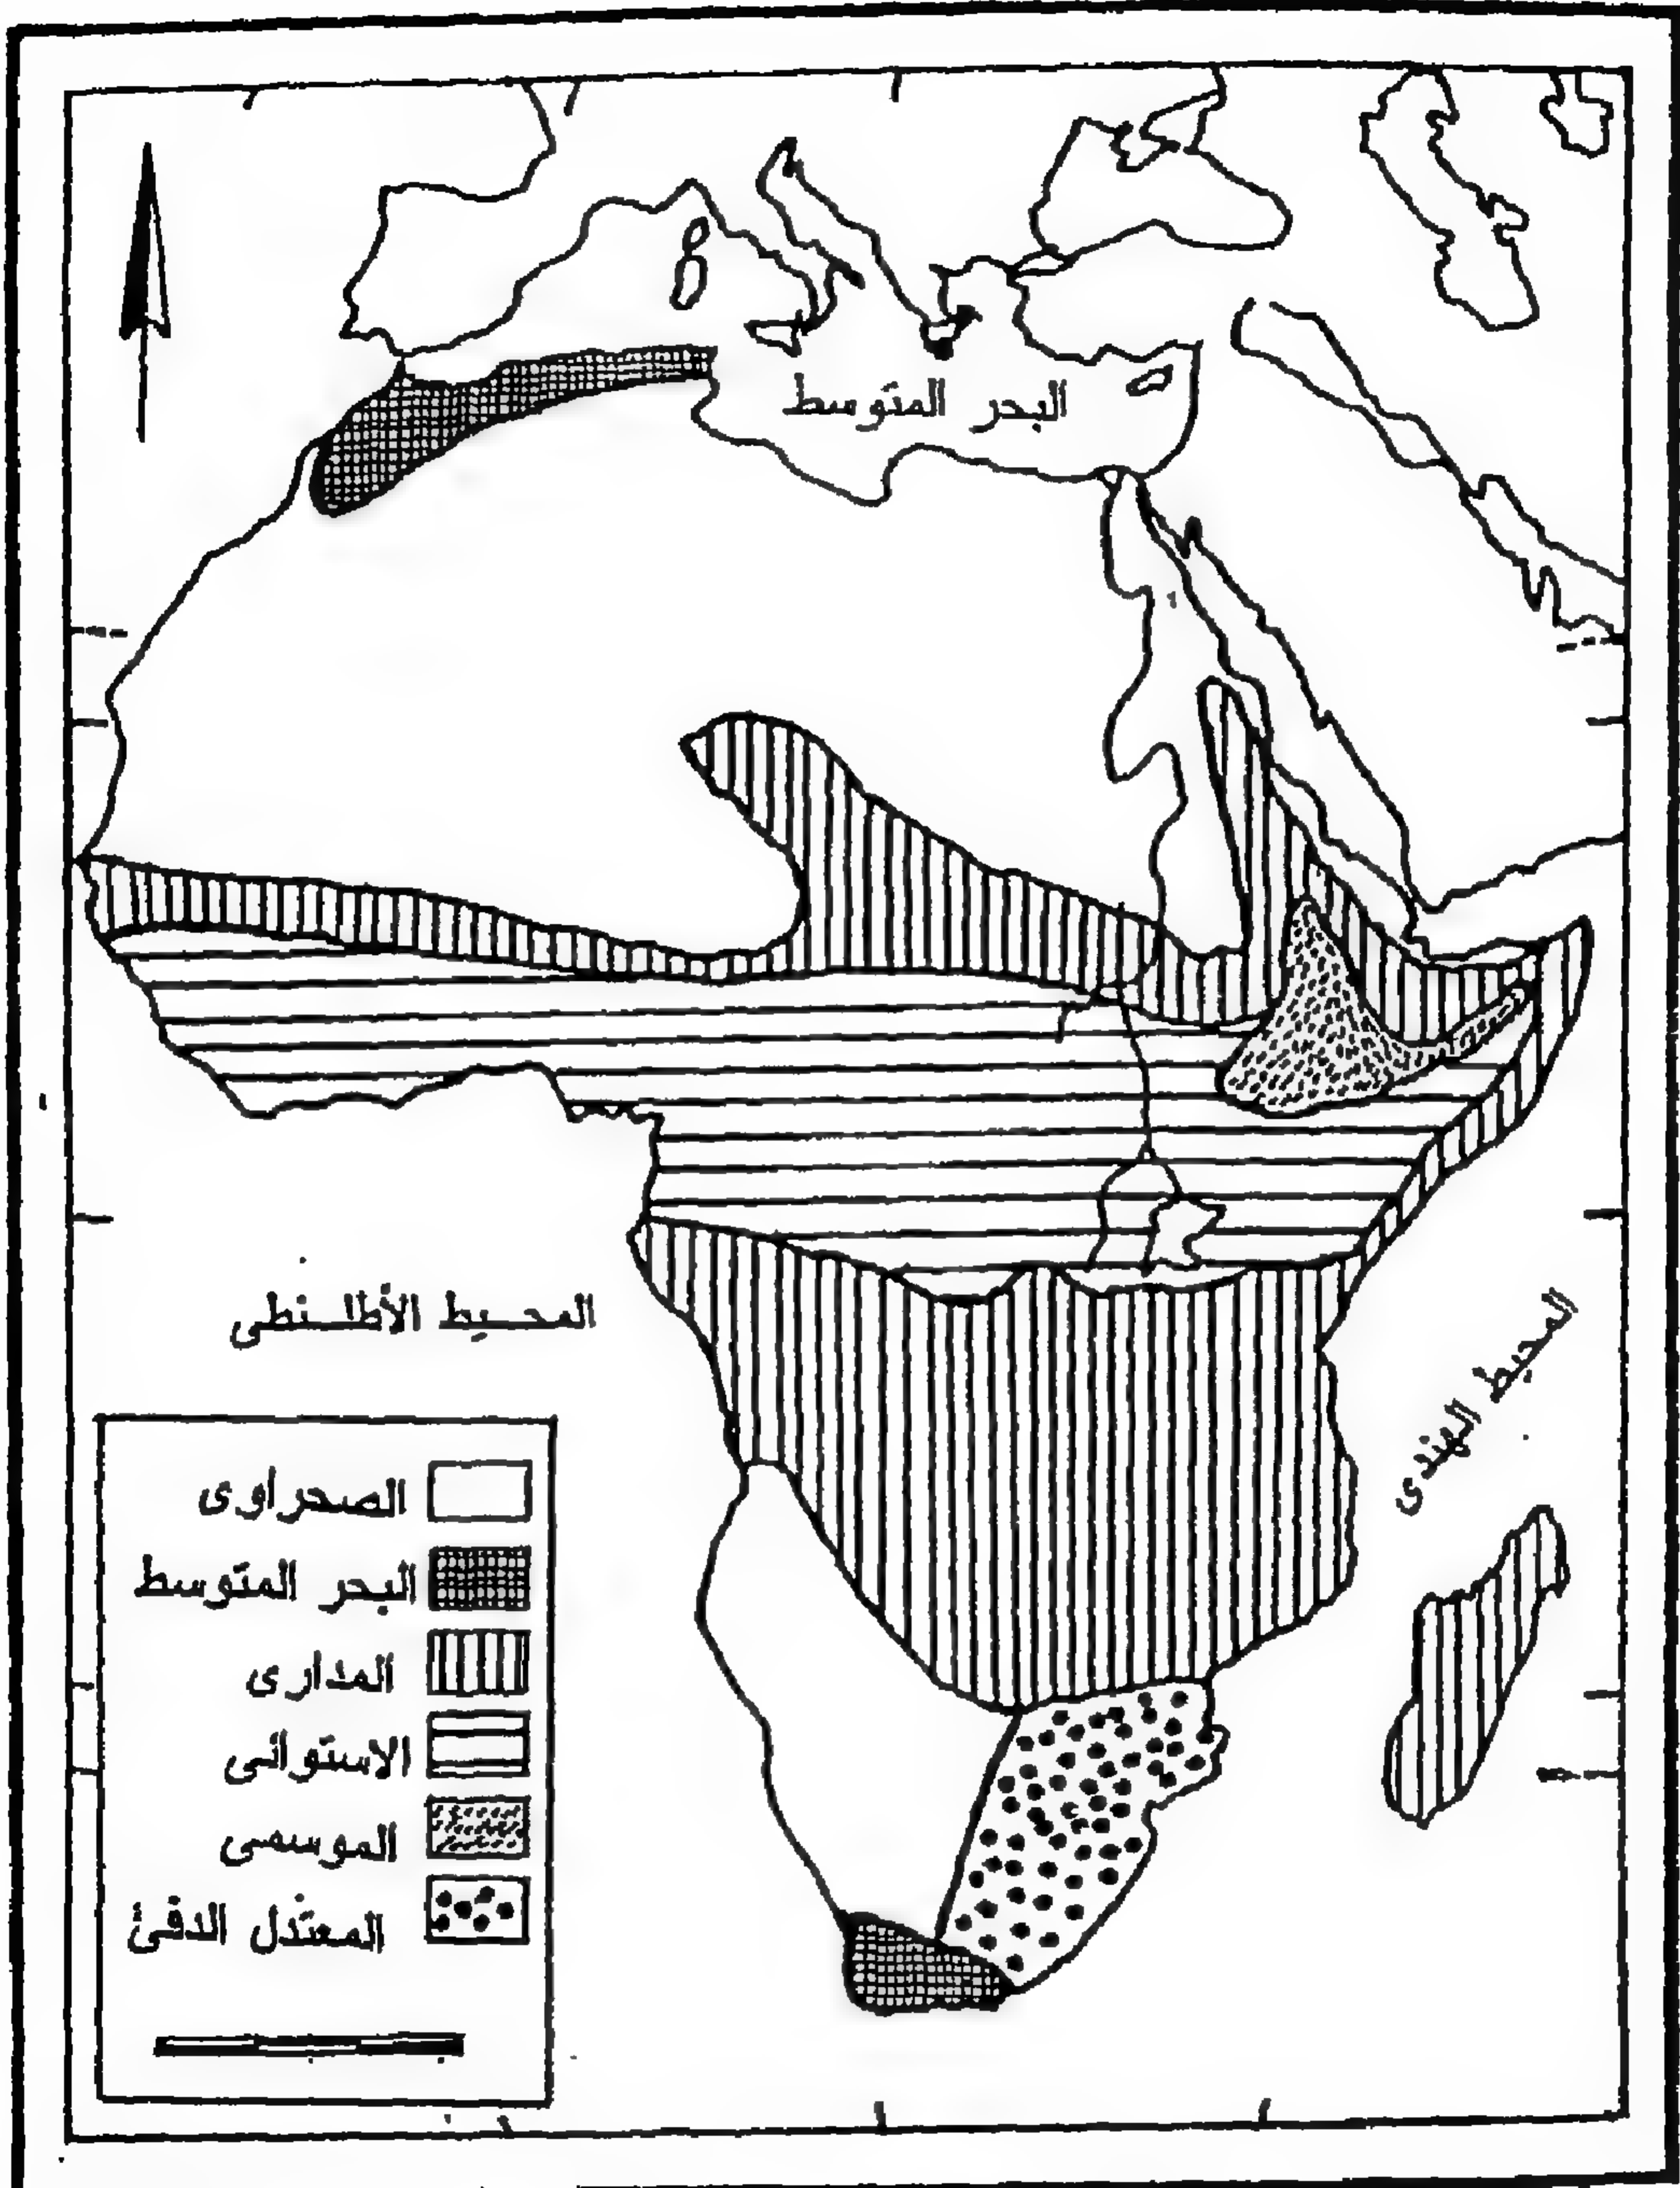 البحر المتوسط
المحيط الأطلنطى
المحيط الهندى
الصحراوى
البحر المتوسط
المدارى
الاستوائى
الموسمى
المعتدل الدفئ